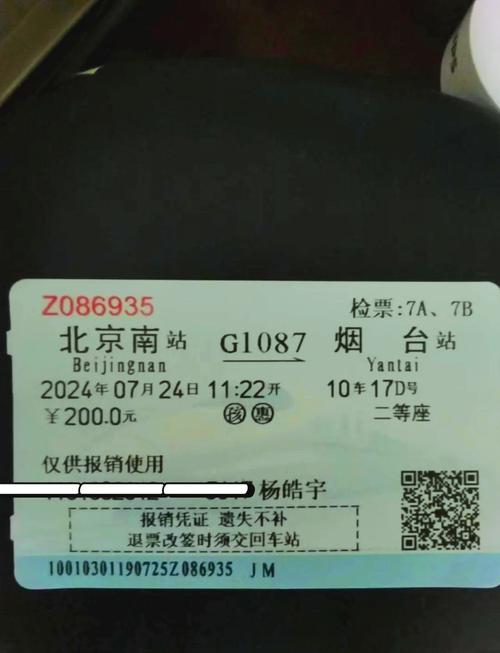 Z086935 检票:7A、7B
北京南站 G1087 烟台站
Beijingnan Yantai
2024年07月24日 11:22开 10车17D号
￥200.0元 孩 惠 二等座
仅供报销使用
杨皓宇
报销凭证 遗失不补
退票改签时须交回车站
10010301190725Z086935 JM